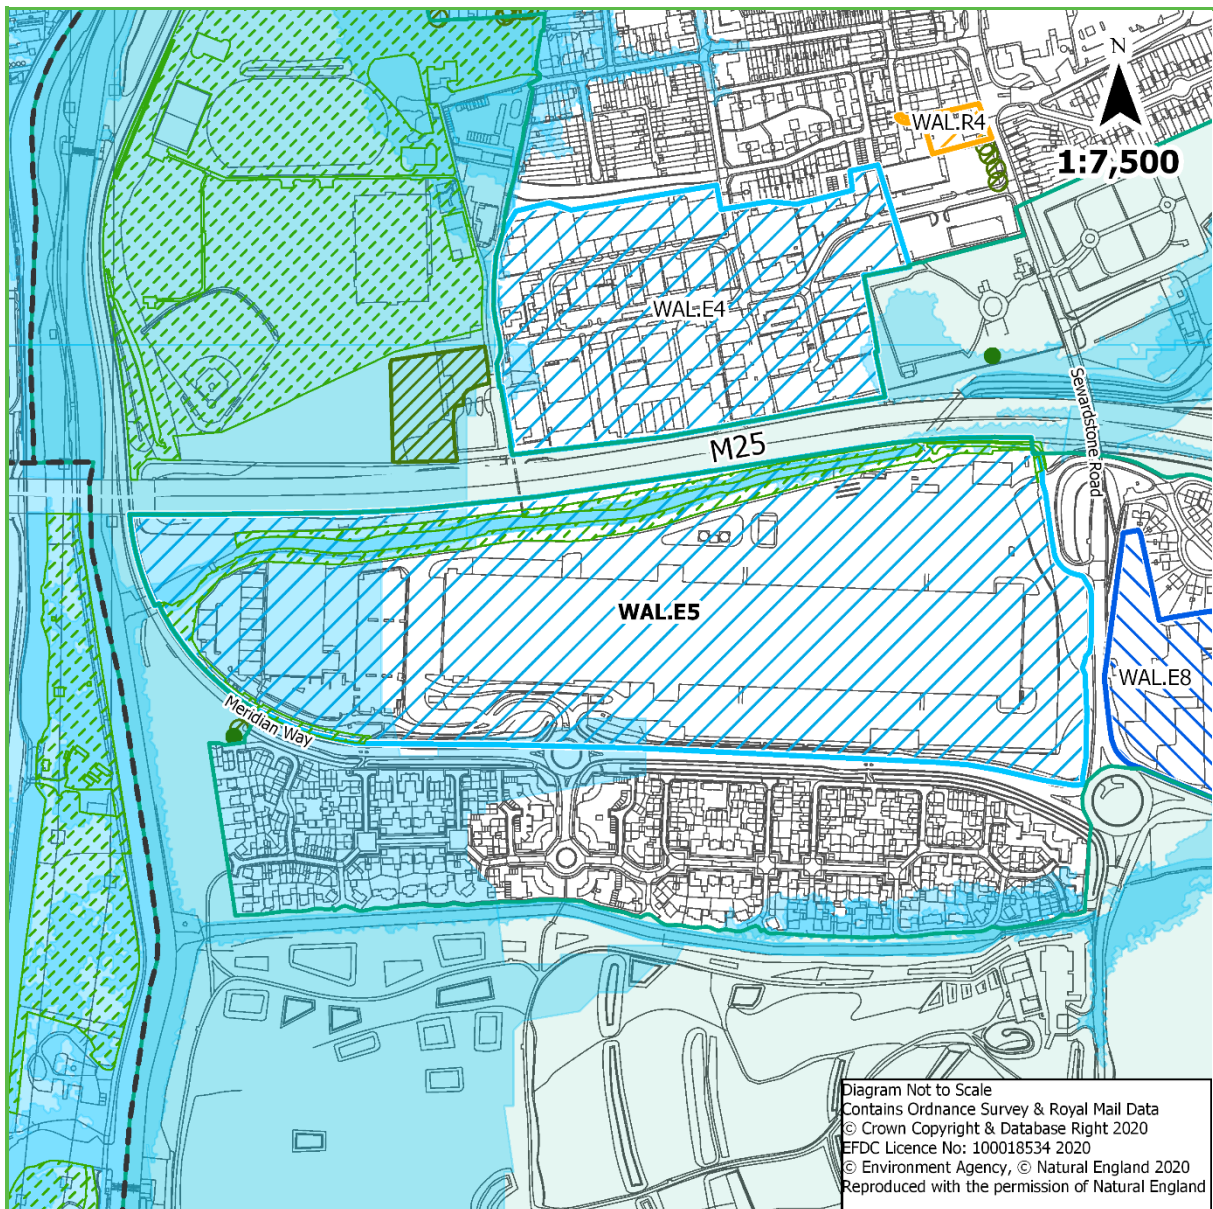 N
WAL.R4
1:7,500
WAL.E4
Sewardstone Road
M25
WAL.E5
WAL.E8
Meridian Way
Diagram Not to Scale
Contains Ordnance Survey & Royal Mail Data
© Crown Copyright & Database Right 2020
EFDC Licence No: 100018534 2020
© Environment Agency, © Natural England 2020
Reproduced with the permission of Natural England